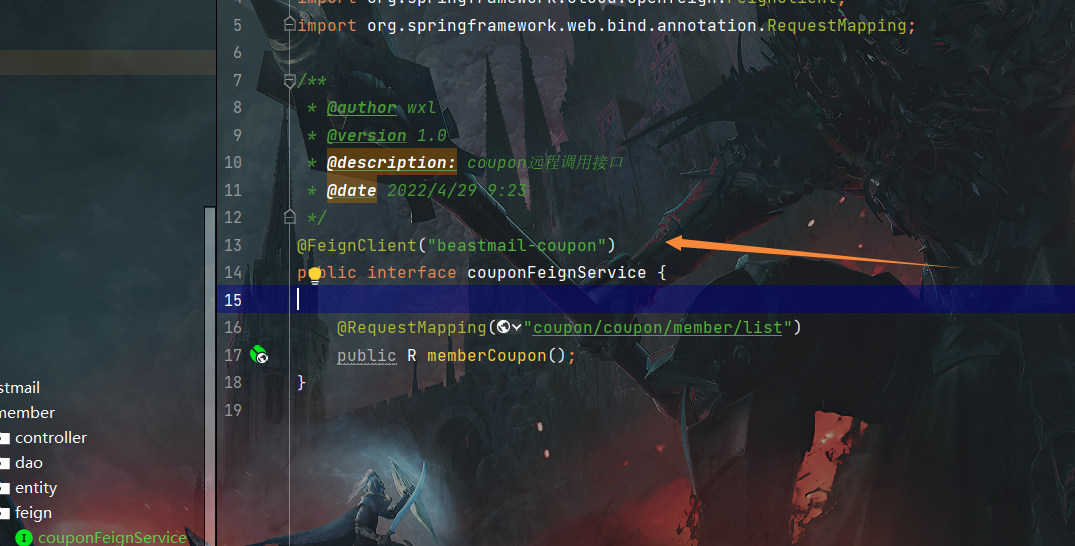 4 import org.springframework.cloud.openfeign.FeignClient;
5 import org.springframework.web.bind.annotation.RequestMapping;
6
7 /**
8 * @author wxl
9 * @version 1.0
10 * @description: coupon远程调用接口
11 * @date 2022/4/29 9:23
12 */
13 @FeignClient("beastmail-coupon")
14 public interface couponFeignService {
15
16 @RequestMapping("coupon/coupon/member/list")
17 public R memberCoupon();
18 }
19
stmail
member
controller
dao
entity
feign
I couponFeignService